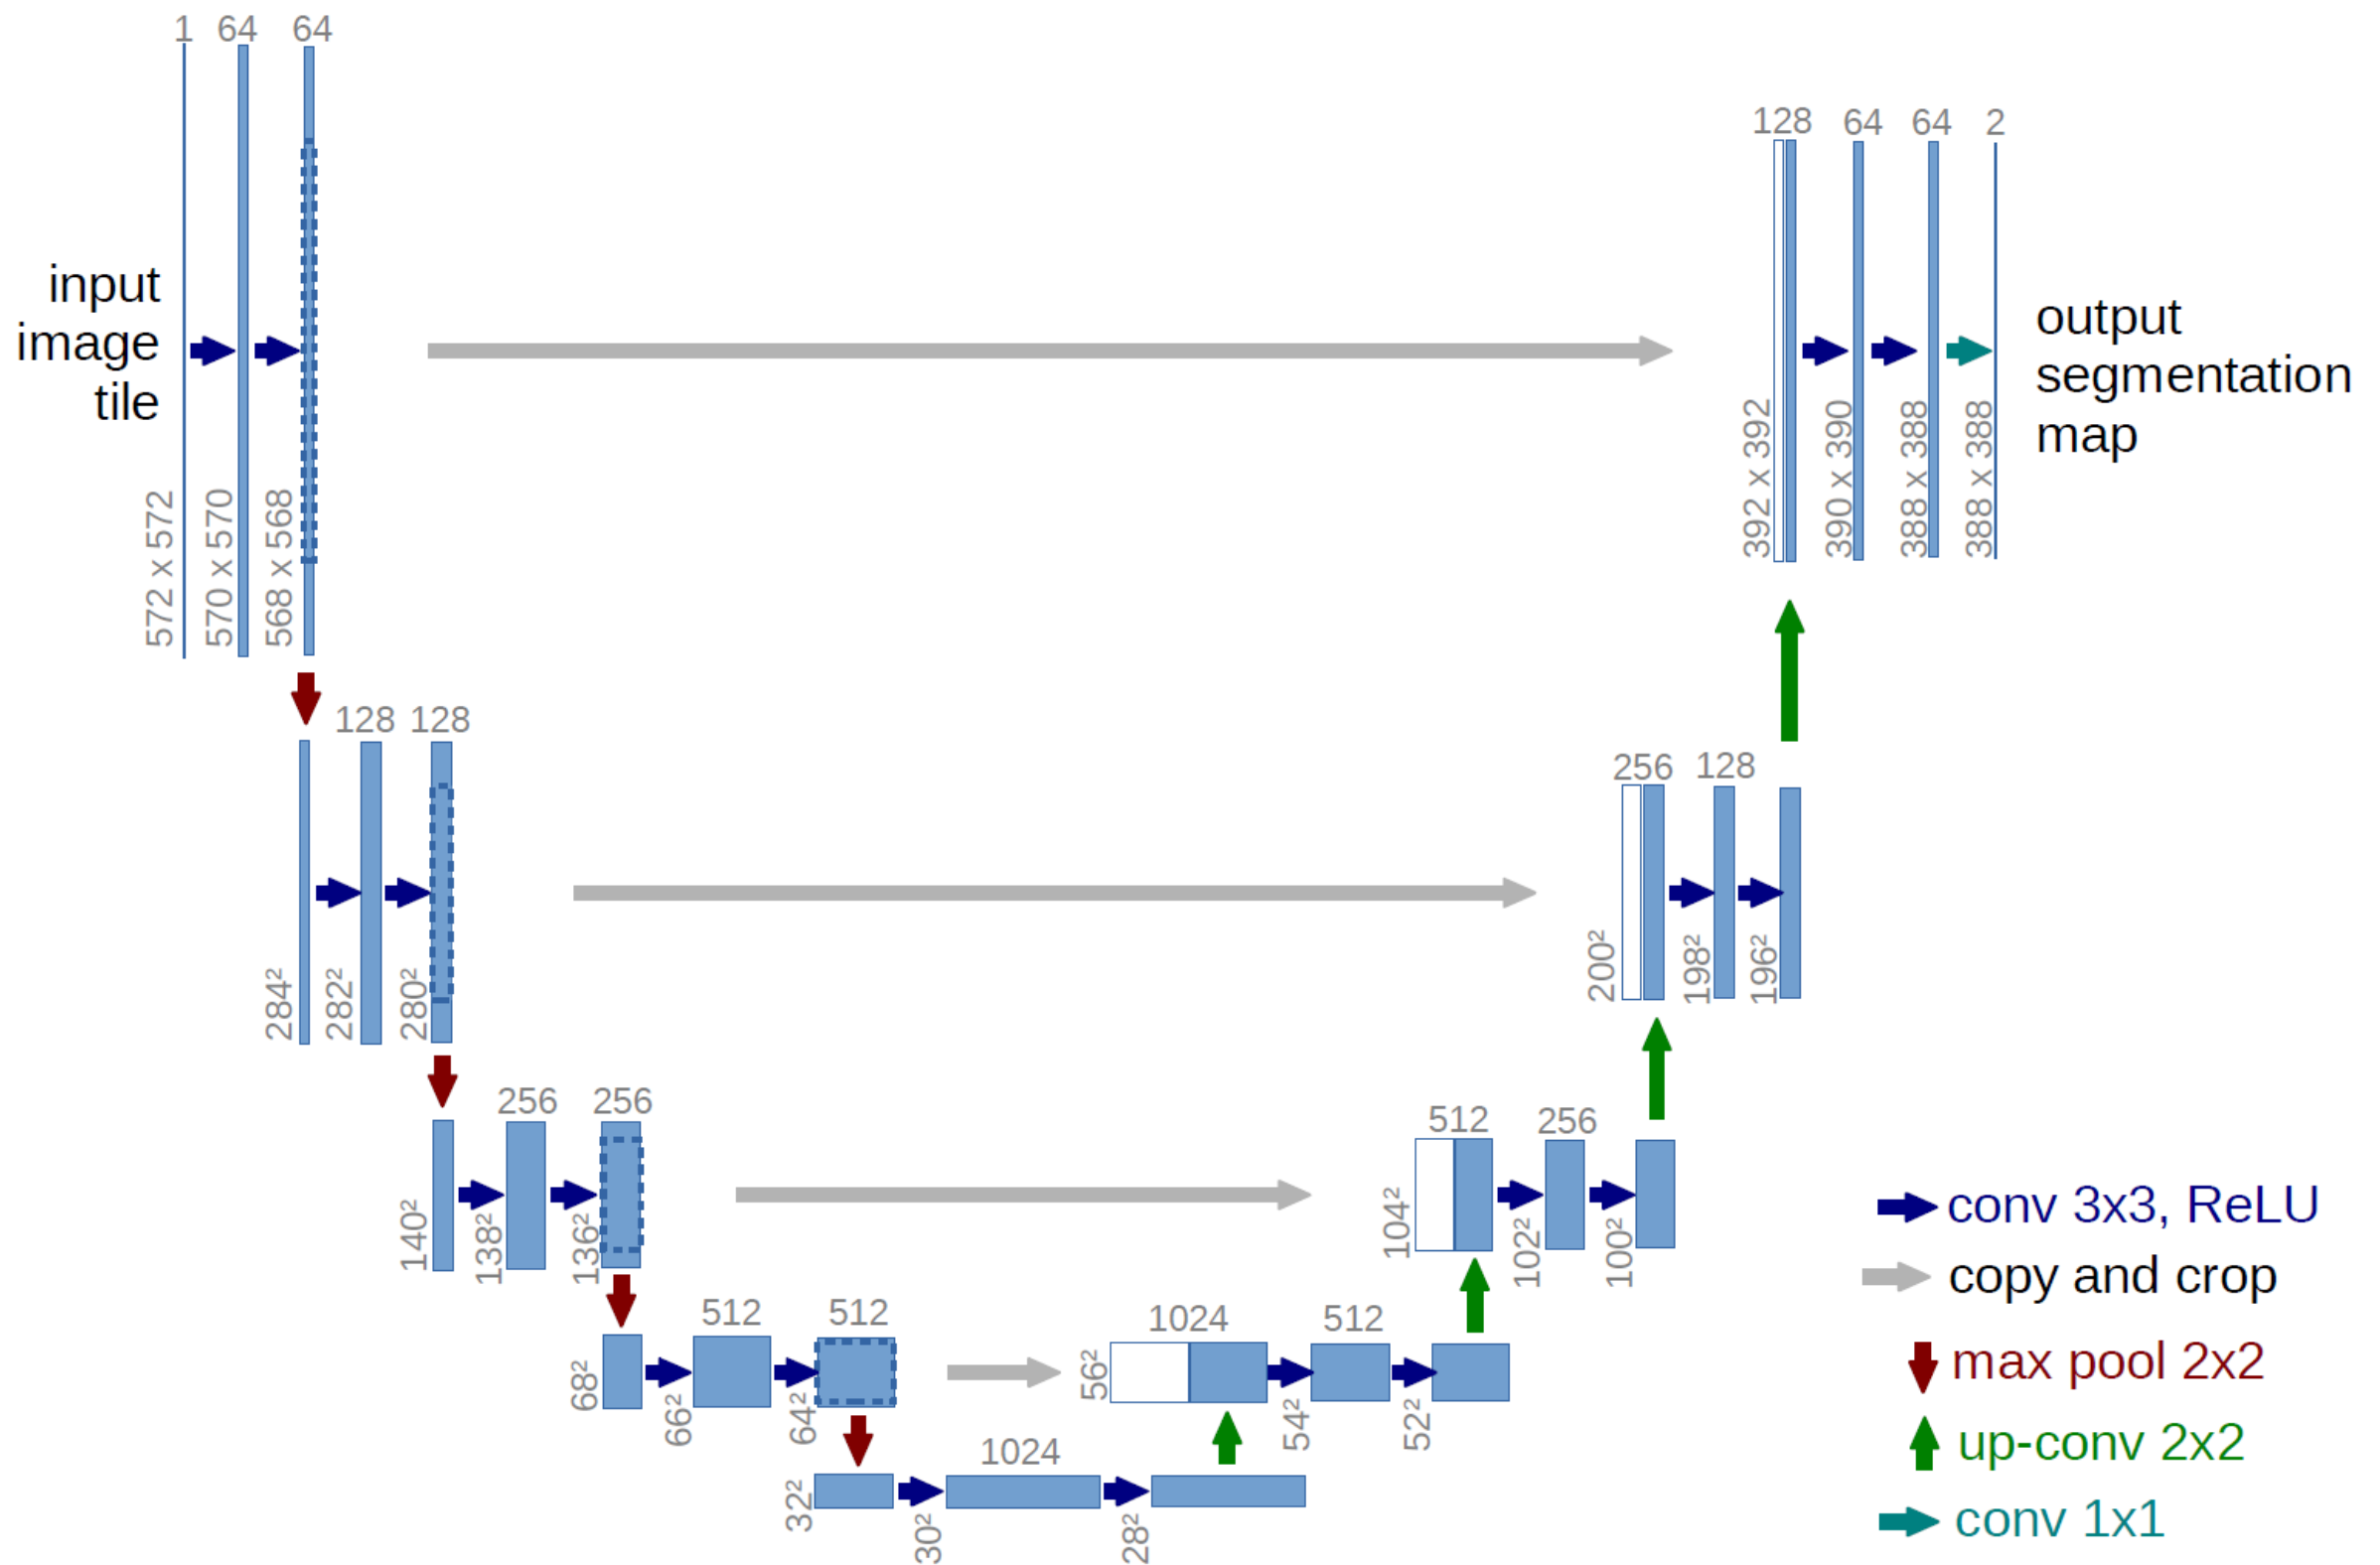 1 64 64
input
image
tile
572 x 572
570 x 570
568 x 568
128 64 64 2
392 x 392
390 x 390
388 x 388
388 x 388
output
segmentation
map
128 128
284²
282²
280²
256 128
200²
198²
196²
256 256
140²
138²
136²
512 256
104²
102²
100²
512 512
68²
66²
64²
1024 512
56²
54²
52²
1024
32²
30²
28²
conv 3x3, ReLU
copy and crop
max pool 2x2
up-conv 2x2
conv 1x1